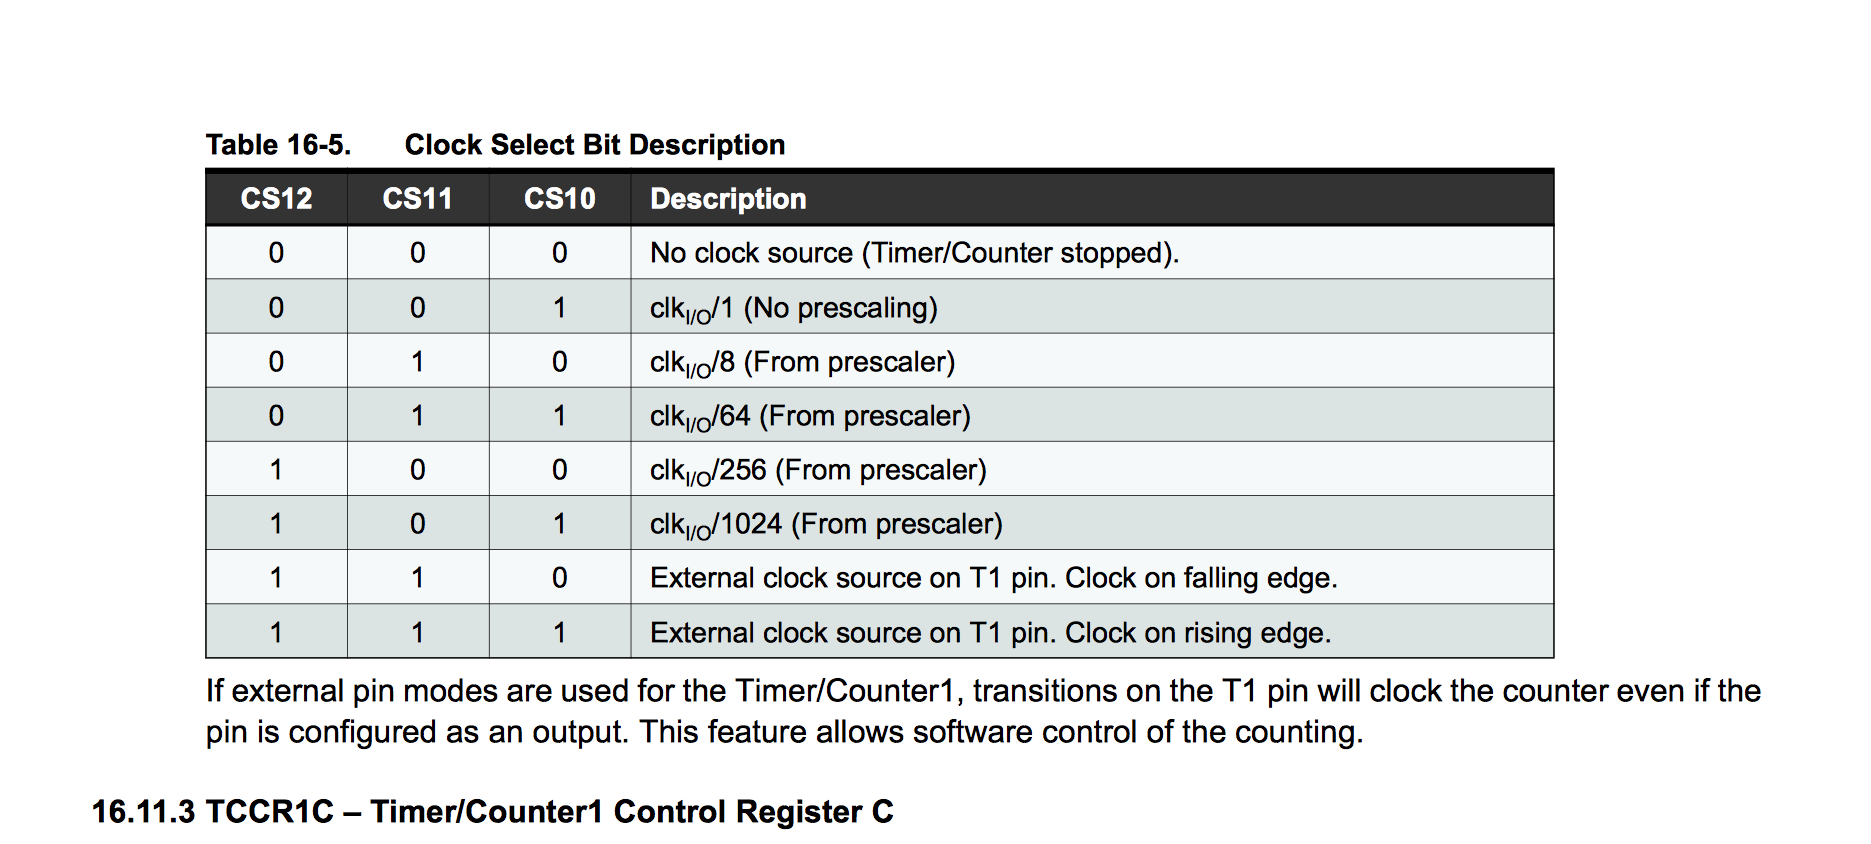 Table 16-5. Clock Select Bit Description
CS12 CS11 CS10 Description
0 0 0 No clock source (Timer/Counter stopped).
0 0 1 clkI/O/1 (No prescaling)
0 1 0 clkI/O/8 (From prescaler)
0 1 1 clkI/O/64 (From prescaler)
1 0 0 clkI/O/256 (From prescaler)
1 0 1 clkI/O/1024 (From prescaler)
1 1 0 External clock source on T1 pin. Clock on falling edge.
1 1 1 External clock source on T1 pin. Clock on rising edge.
If external pin modes are used for the Timer/Counter1, transitions on the T1 pin will clock the counter even if the
pin is configured as an output. This feature allows software control of the counting.
16.11.3 TCCR1C – Timer/Counter1 Control Register C